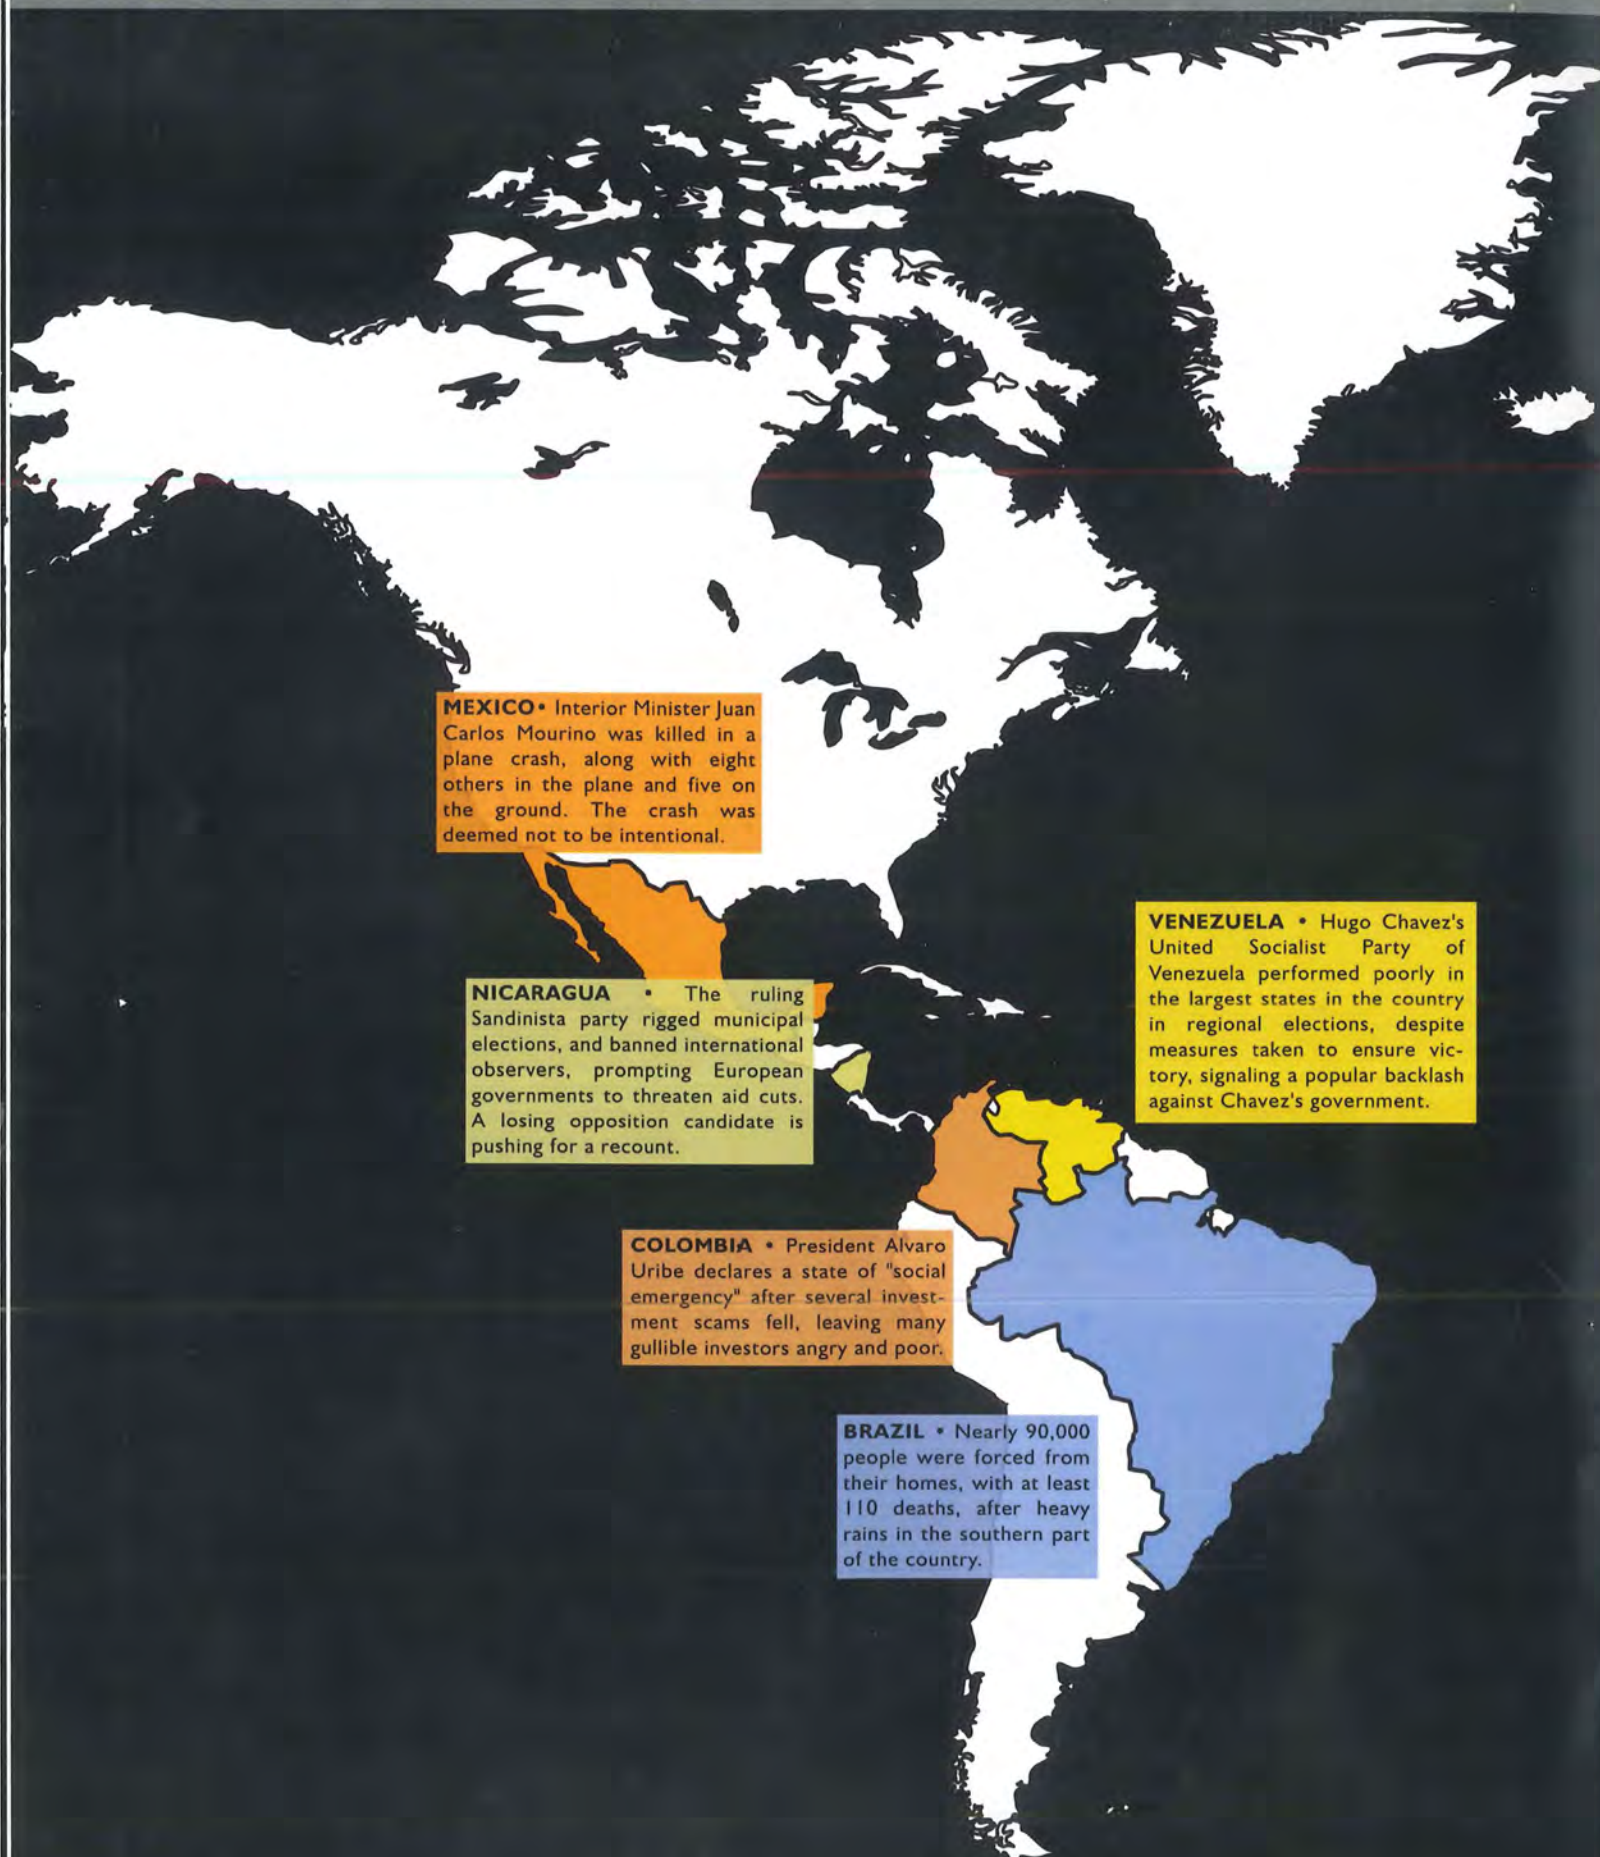 MEXICO• Interior Minister Juan
Carlos Mourino was killed in a
plane crash, along with eight
others in the plane and five on
the ground. The crash was
deemed not to be intentional.
VENEZUELA • Hugo Chavez's
United Socialist Party of
Venezuela performed poorly in
the largest states in the country
in regional elections, despite
measures taken to ensure vic-
tory, signaling a popular backlash
against Chavez's government.
NICARAGUA • The ruling
Sandinista party rigged municipal
elections, and banned international
observers, prompting European
governments to threaten aid cuts.
A losing opposition candidate is
pushing for a recount.
COLOMBIA • President Alvaro
Uribe declares a state of "social
emergency" after several invest-
ment scams fell, leaving many
gullible investors angry and poor.
BRAZIL • Nearly 90,000
people were forced from
their homes, with at least
110 deaths, after heavy
rains in the southern part
of the country.